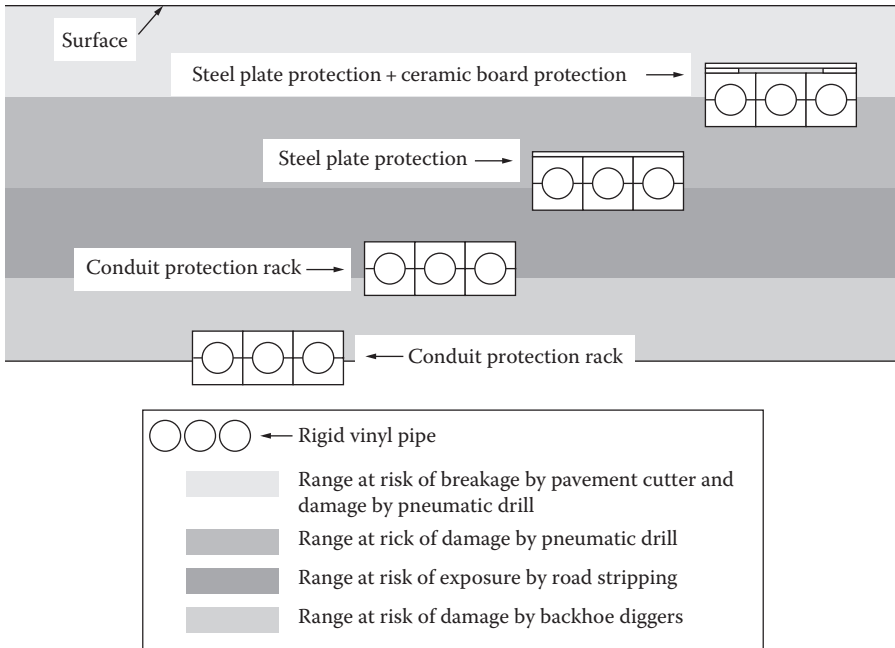 Surface
Steel plate protection + ceramic board protection
Steel plate protection
Conduit protection rack
Conduit protection rack
Rigid vinyl pipe
Range at risk of breakage by pavement cutter and
damage by pneumatic drill
Range at rick of damage by pneumatic drill
Range at risk of exposure by road stripping
Range at risk of damage by backhoe diggers